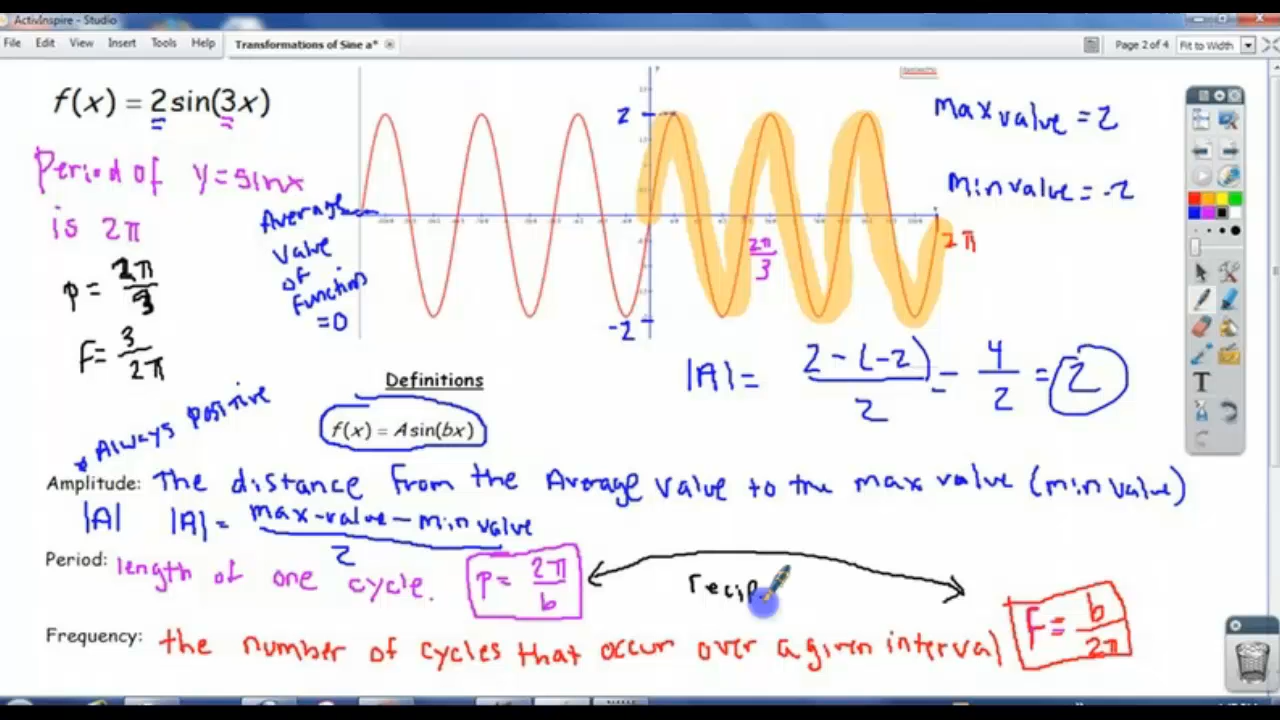 ActivInspire - Studio
File Edit View Insert Tools Help
Transformations of Sine a*
Page 2 of 4 Fit to Width
f(x) = 2 sin(3x)
Period of y = sinx
is 2π
p = 2π/3
F = 3/2π
Average
value
of
function
= 0
2
-2
2π/3
2π
max value = 2
min value = -2
|A| = 2 - (-2) / 2 = 4/2 = 2
Definitions
f(x) = A sin(bx)
* Always positive
Amplitude: The distance from the Average value to the max value (min value)
|A| |A| = max-value - min value / 2
Period: length of one cycle. p = 2π/b
recip
Frequency: the number of cycles that occur over a given interval F = b/2π